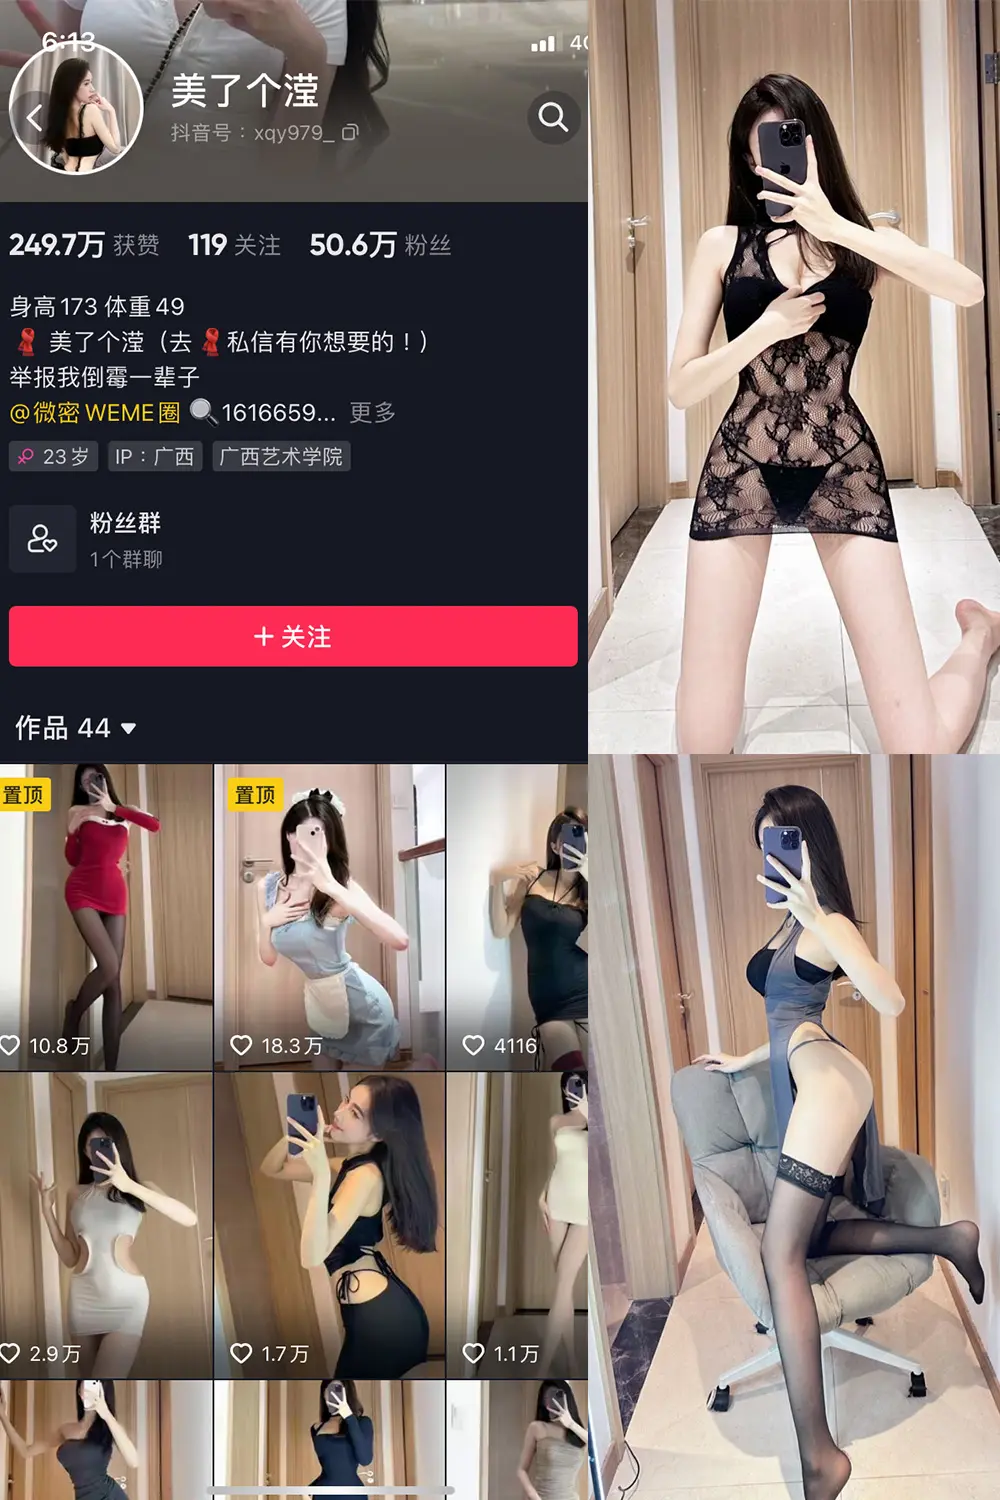 6:13
美了个滢
抖音号：xqy979_
249.7万 获赞 119 关注 50.6万 粉丝
身高173 体重49
美了个滢（去 私信有你想要的！）
举报我倒霉一辈子
@微密 WEME圈 1616659... 更多
23岁 IP：广西 广西艺术学院
粉丝群
1个群聊
+ 关注
作品 44
置顶 置顶
10.8万 18.3万 4116
2.9万 1.7万 1.1万